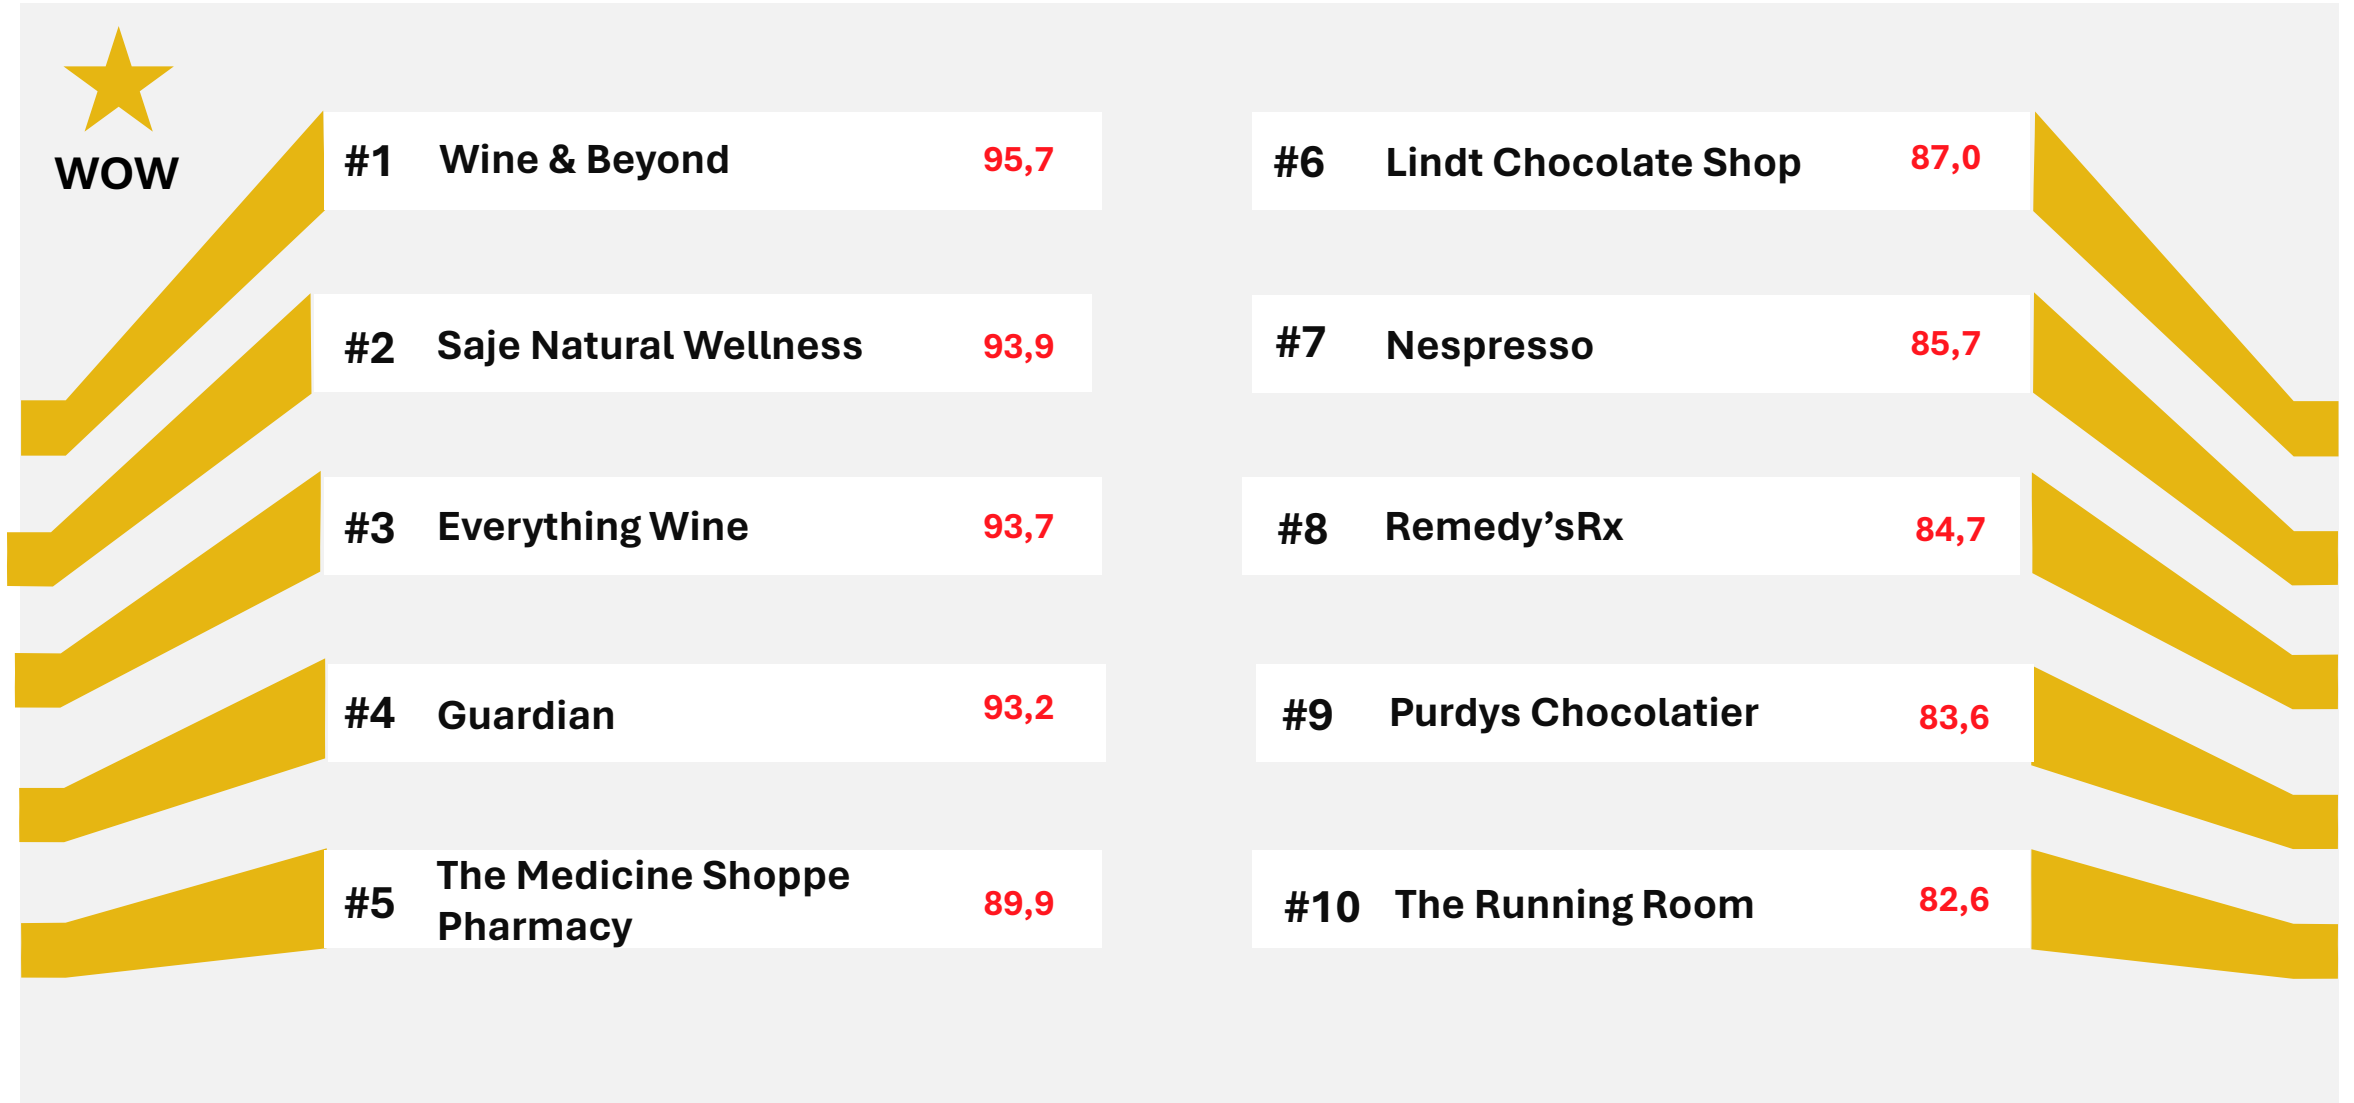 WOW
#1 Wine & Beyond 95,7
#2 Saje Natural Wellness 93,9
#3 Everything Wine 93,7
#4 Guardian 93,2
#5 The Medicine Shoppe
Pharmacy 89,9
#6 Lindt Chocolate Shop 87,0
#7 Nespresso 85,7
#8 Remedy’sRx 84,7
#9 Purdys Chocolatier 83,6
#10 The Running Room 82,6